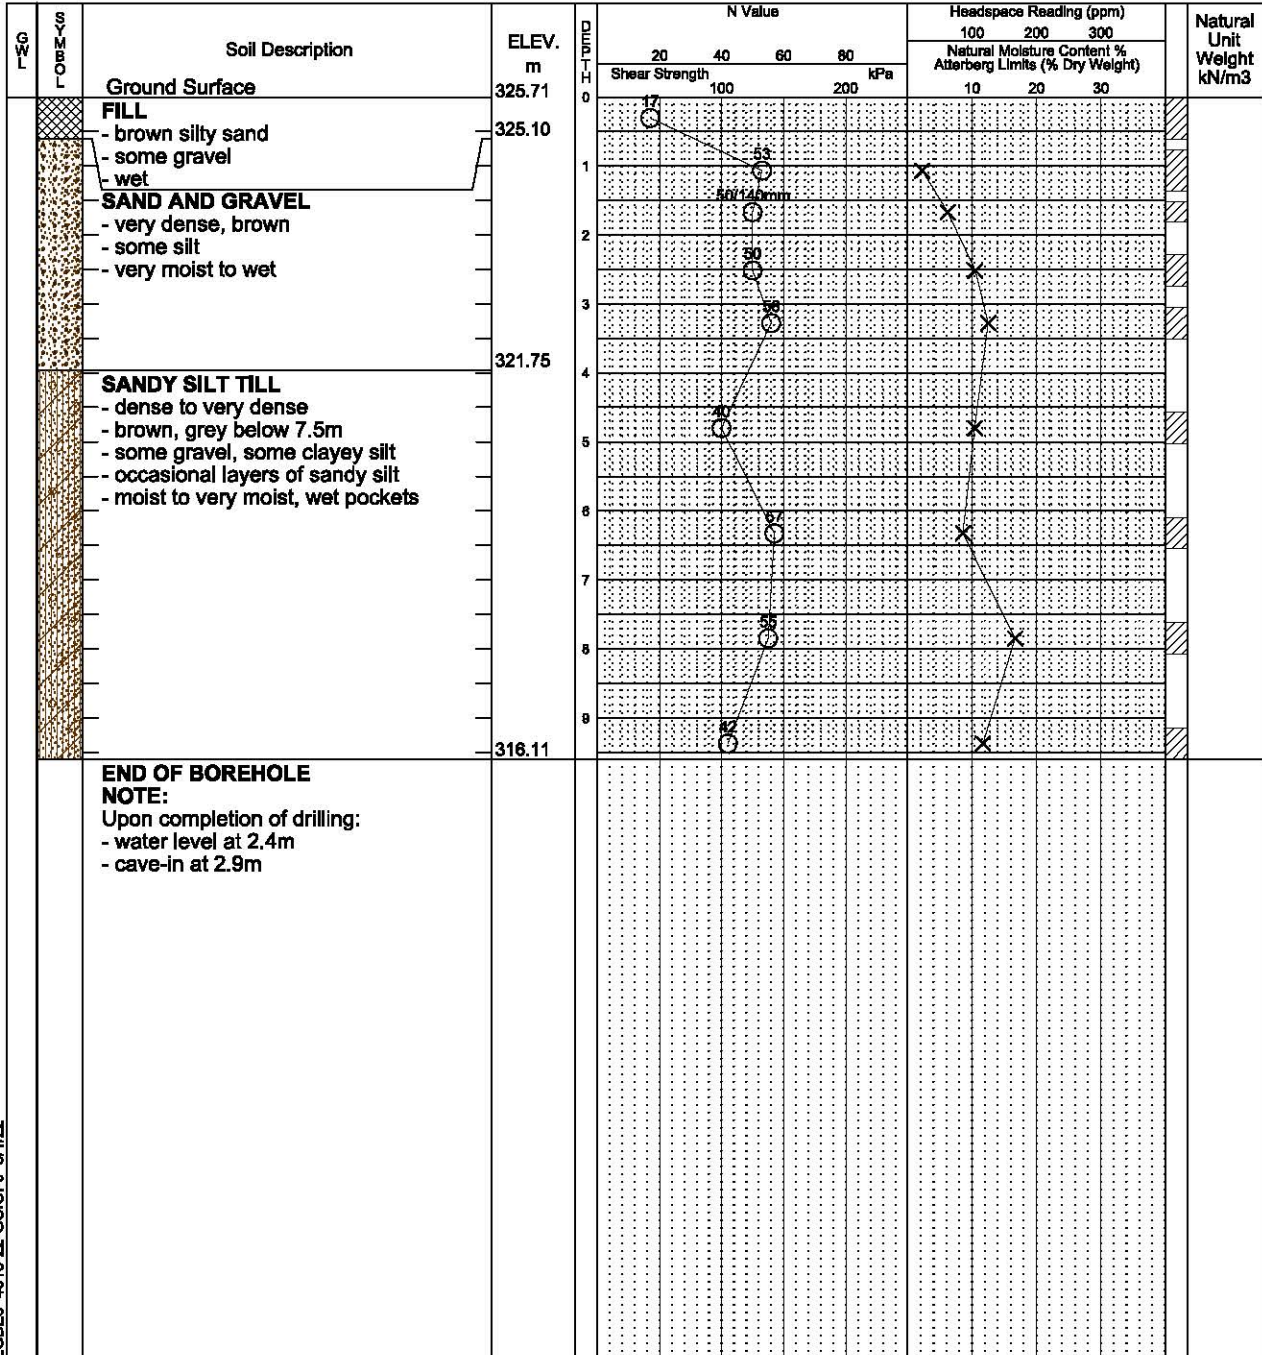 GWL
SYMBOL
Soil Description
ELEV.
m
DEPTH
N Value
20 40 60 80
Shear Strength kPa
100 200
Headspace Reading (ppm)
100 200 300
Natural Moisture Content %
Atterberg Limits (% Dry Weight)
10 20 30
Natural
Unit
Weight
kN/m3
Ground Surface 325.71 0
FILL 17
- brown silty sand 325.10
- some gravel 53
- wet 1
SAND AND GRAVEL 50/140mm
- very dense, brown
- some silt 2
- very moist to wet 50
3
321.75
4
SANDY SILT TILL
- dense to very dense 40
- brown, grey below 7.5m
- some gravel, some clayey silt 5
- occasional layers of sandy silt
- moist to very moist, wet pockets
6
7
55
8
9
42
316.11
END OF BOREHOLE
NOTE:
Upon completion of drilling:
- water level at 2.4m
- cave-in at 2.9m